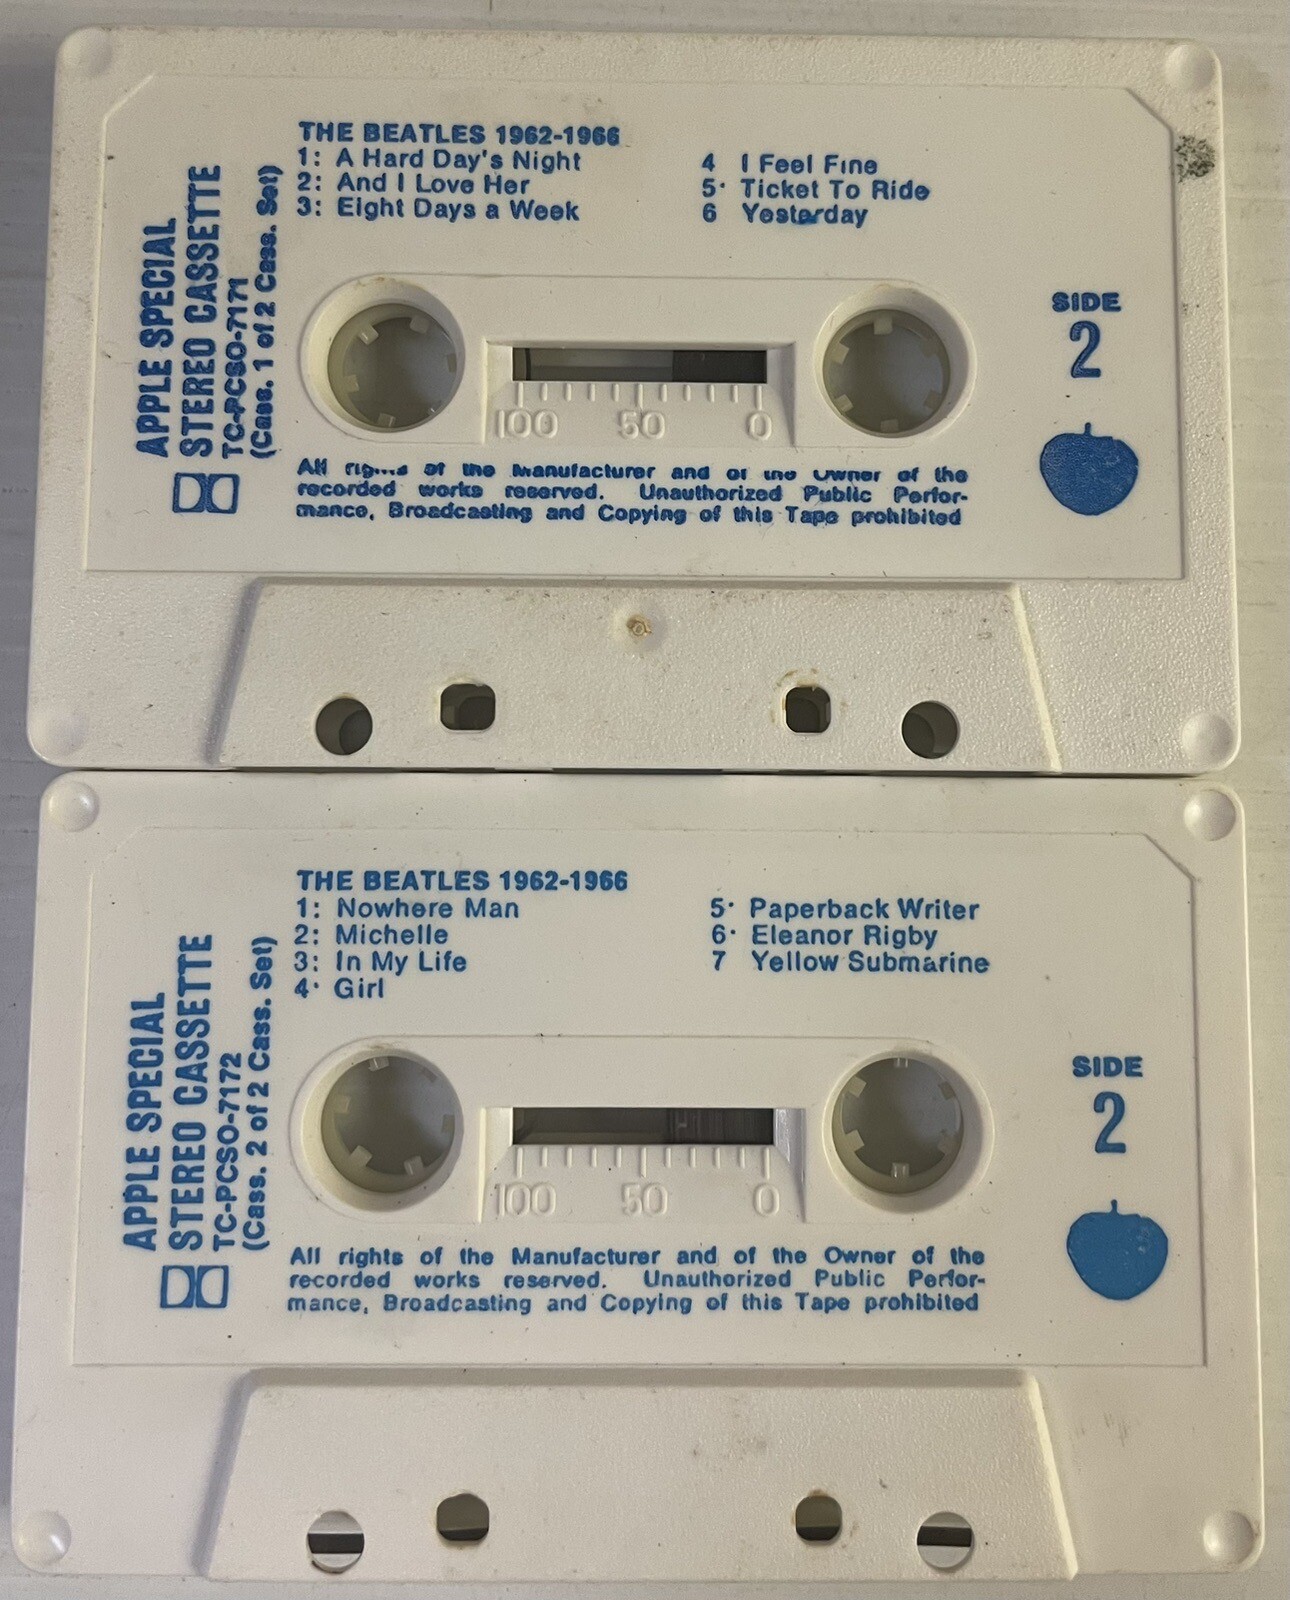 THE BEATLES 1962-1966
1: A Hard Day's Night
2: And I Love Her
3: Eight Days a Week
4 I Feel Fine
5· Ticket To Ride
6 Yesterday
APPLE SPECIAL
STEREO CASSETTE
TC-PCSO-7171
(Cass. 1 of 2 Cass. Set)
SIDE
2
100 50 0
All of the Manufacturer and of the Owner of the
recorded works reserved. Unauthorized Public Perfor-
mance, Broadcasting and Copying of this Tape prohibited
THE BEATLES 1962-1966
1: Nowhere Man
2: Michelle
3: In My Life
4· Girl
5· Paperback Writer
6· Eleanor Rigby
7 Yellow Submarine
APPLE SPECIAL
STEREO CASSETTE
TC-PCSO-7172
(Cass. 2 of 2 Cass. Set)
SIDE
2
100 50 0
All rights of the Manufacturer and of the Owner of the
recorded works reserved. Unauthorized Public Perfor-
mance, Broadcasting and Copying of this Tape prohibited